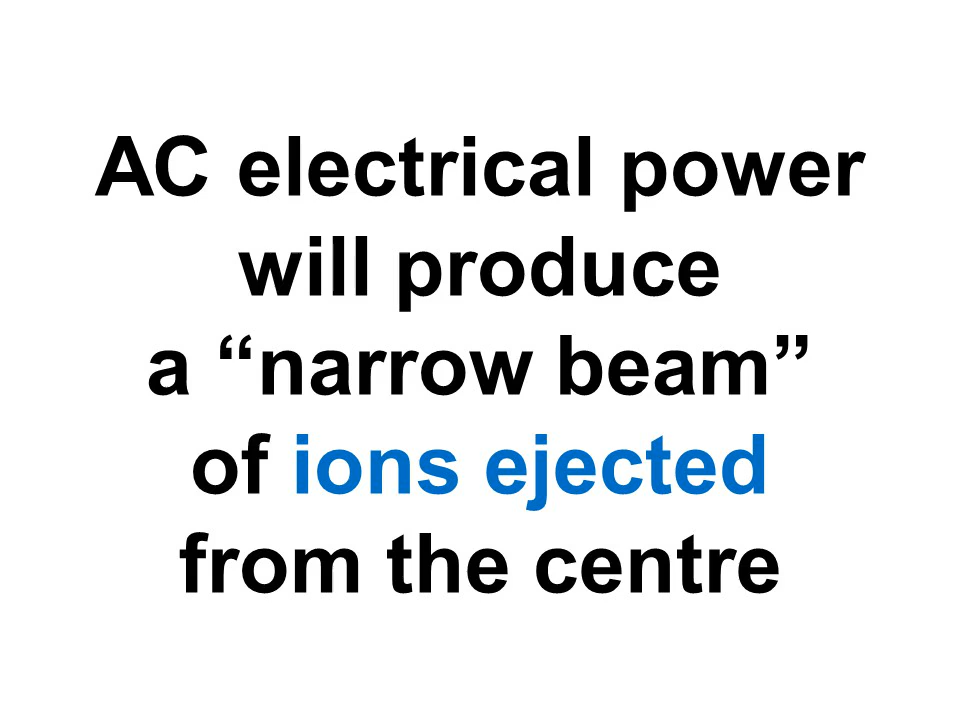 AC electrical power
will produce
a “narrow beam”
of ions ejected
from the centre